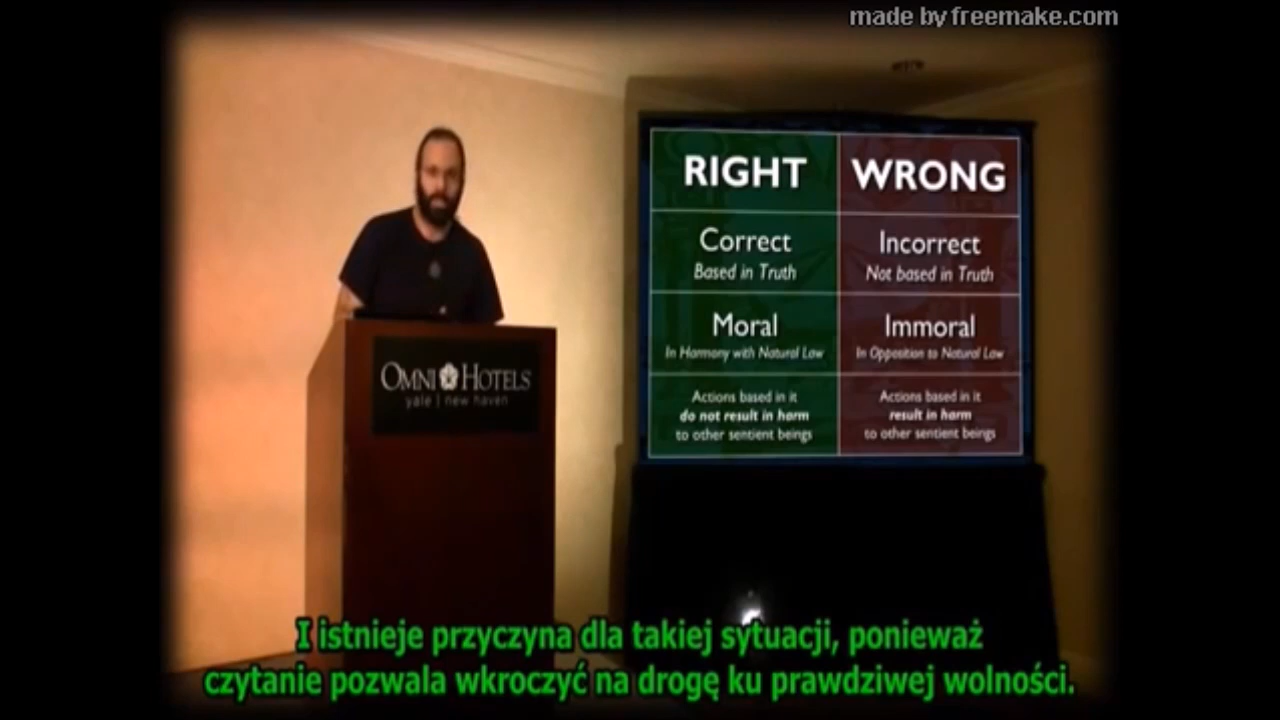 made by freemake.com
RIGHT
WRONG
Correct
Based in Truth
Incorrect
Not based in Truth
Moral
In Harmony with Natural Law
Immoral
In Opposition to Natural Law
Actions based in it
do not result in harm
to other sentient beings
Actions based in it
result in harm
to other sentient beings
OMNI HOTELS
yale | new haven
I istnieje przyczyna dla takiej sytuacji, ponieważ
czytanie pozwala wkroczyć na drogę ku prawdziwej wolności.